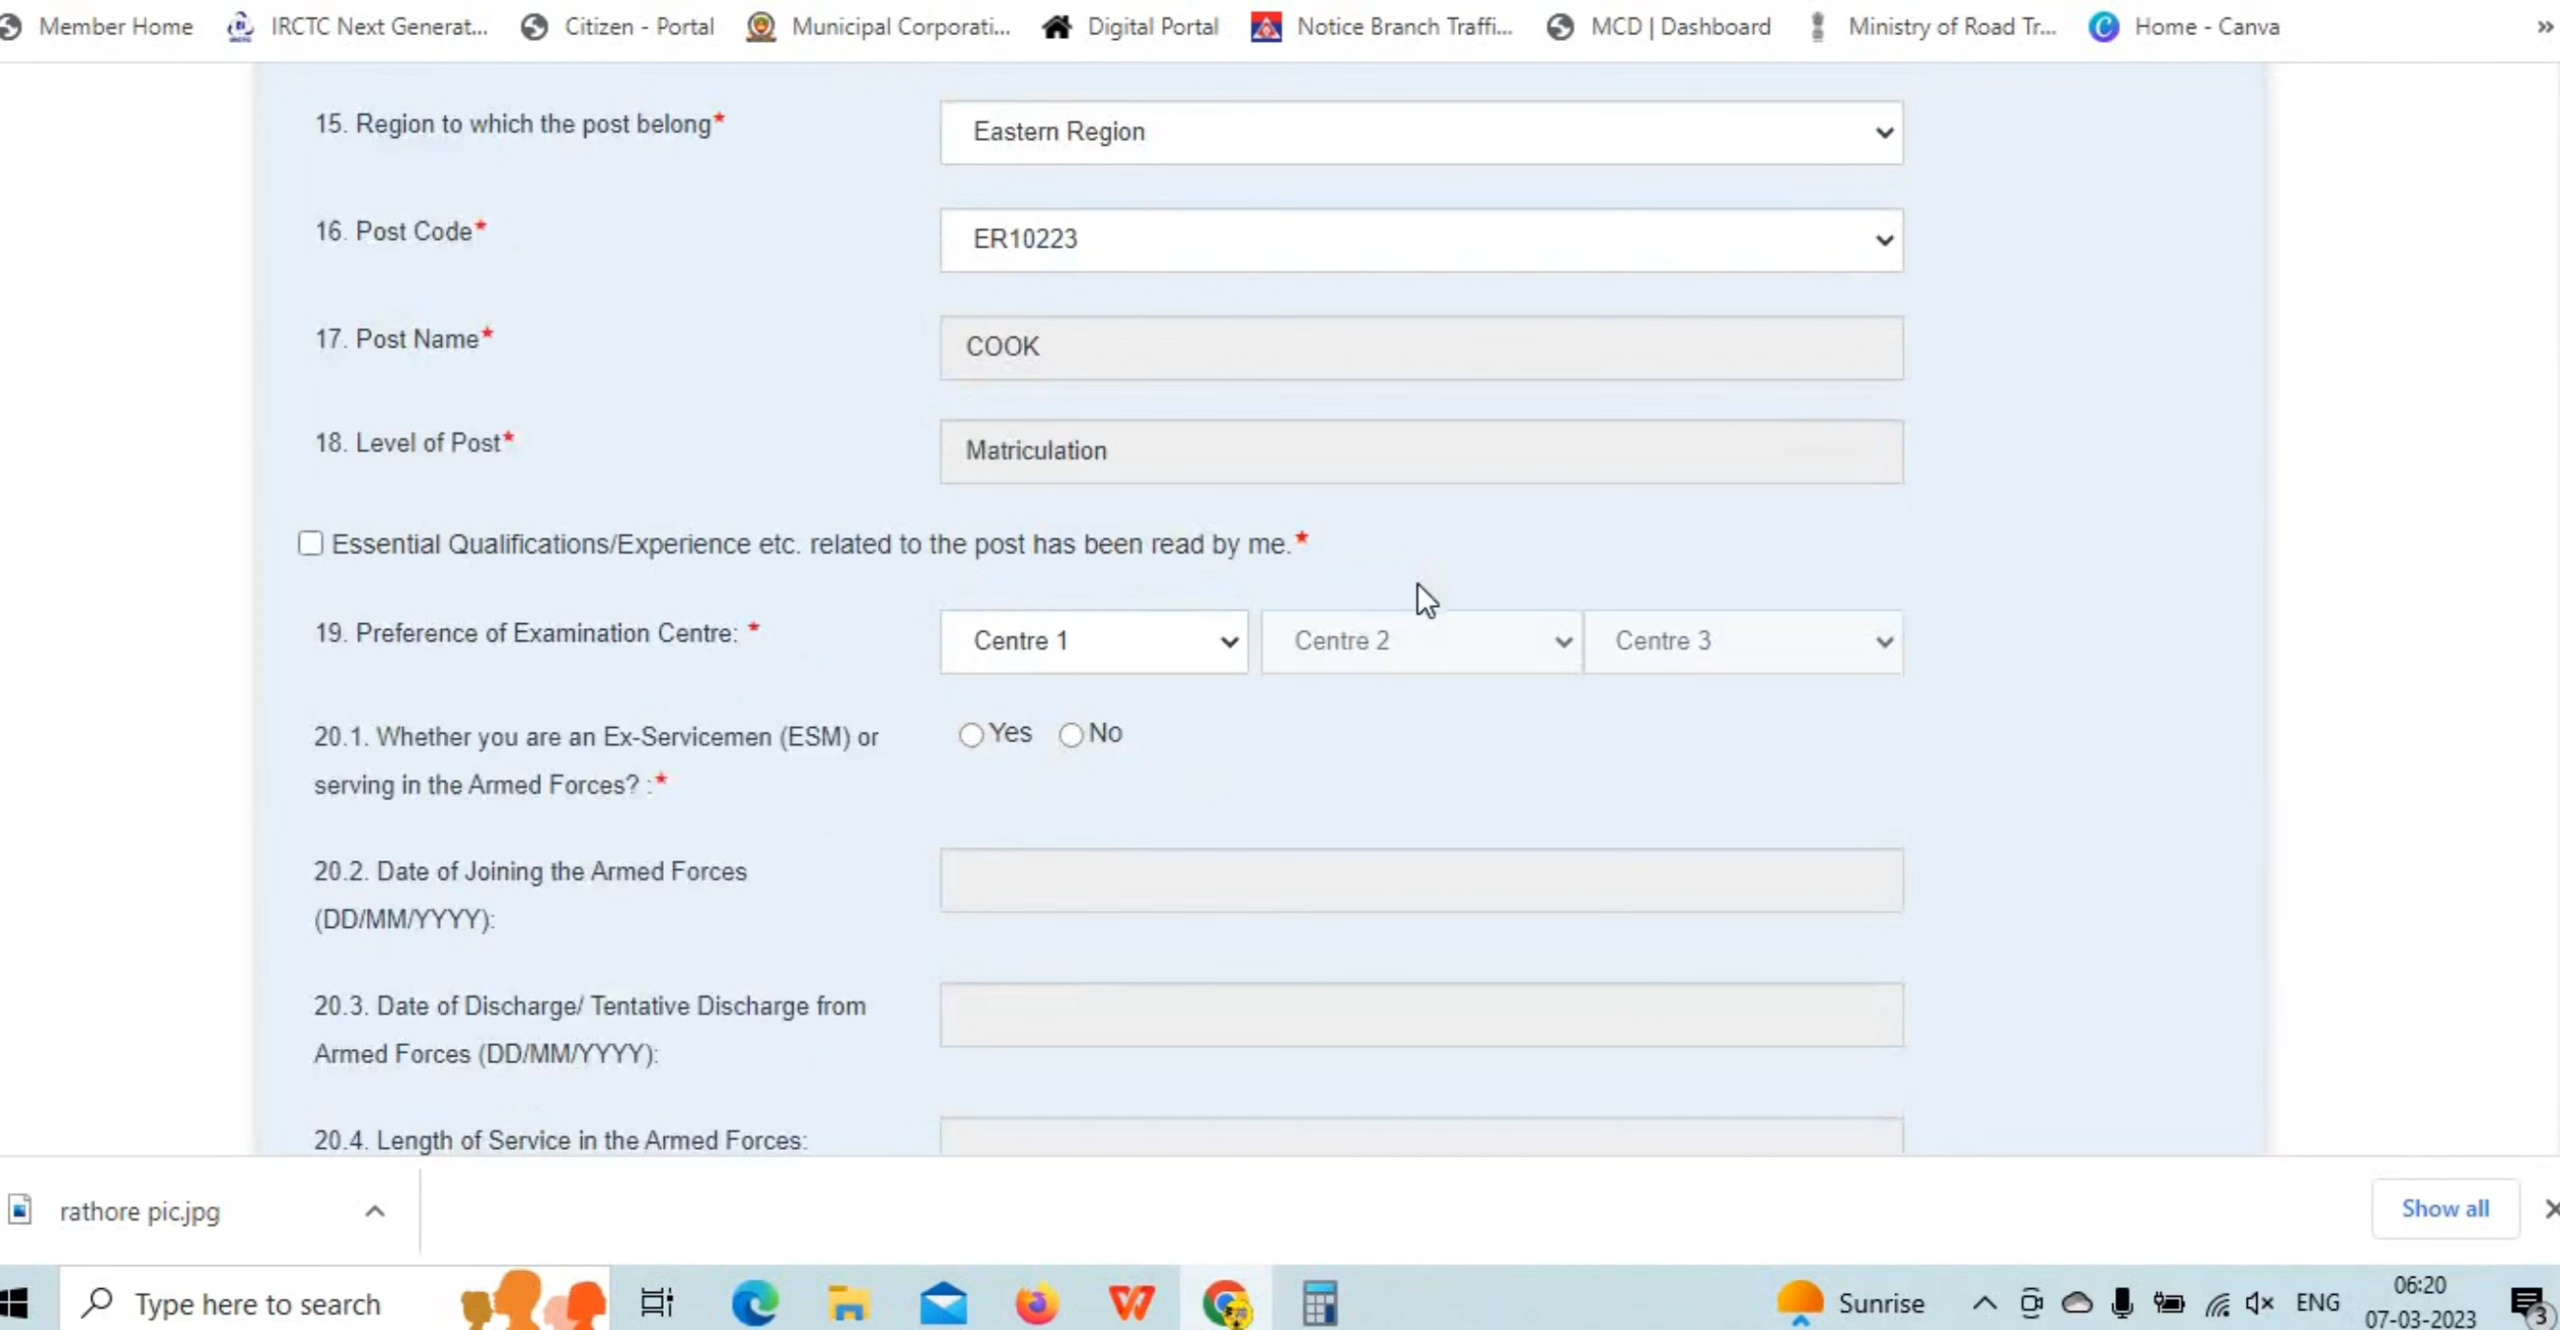 Member Home
IRCTC Next Generat...
Citizen - Portal
Municipal Corporati...
Digital Portal
Notice Branch Traffi...
MCD | Dashboard
Ministry of Road Tr...
Home - Canva
»
15. Region to which the post belong*
Eastern Region
16. Post Code*
ER10223
17. Post Name*
COOK
18. Level of Post*
Matriculation
Essential Qualifications/Experience etc. related to the post has been read by me.*
19. Preference of Examination Centre: *
Centre 1
Centre 2
Centre 3
20.1. Whether you are an Ex-Servicemen (ESM) or
serving in the Armed Forces? :*
Yes
No
20.2. Date of Joining the Armed Forces
(DD/MM/YYYY):
20.3. Date of Discharge/ Tentative Discharge from
Armed Forces (DD/MM/YYYY):
20.4. Length of Service in the Armed Forces:
rathore pic.jpg
Show all
Type here to search
Sunrise
ENG
06:20
07-03-2023
3